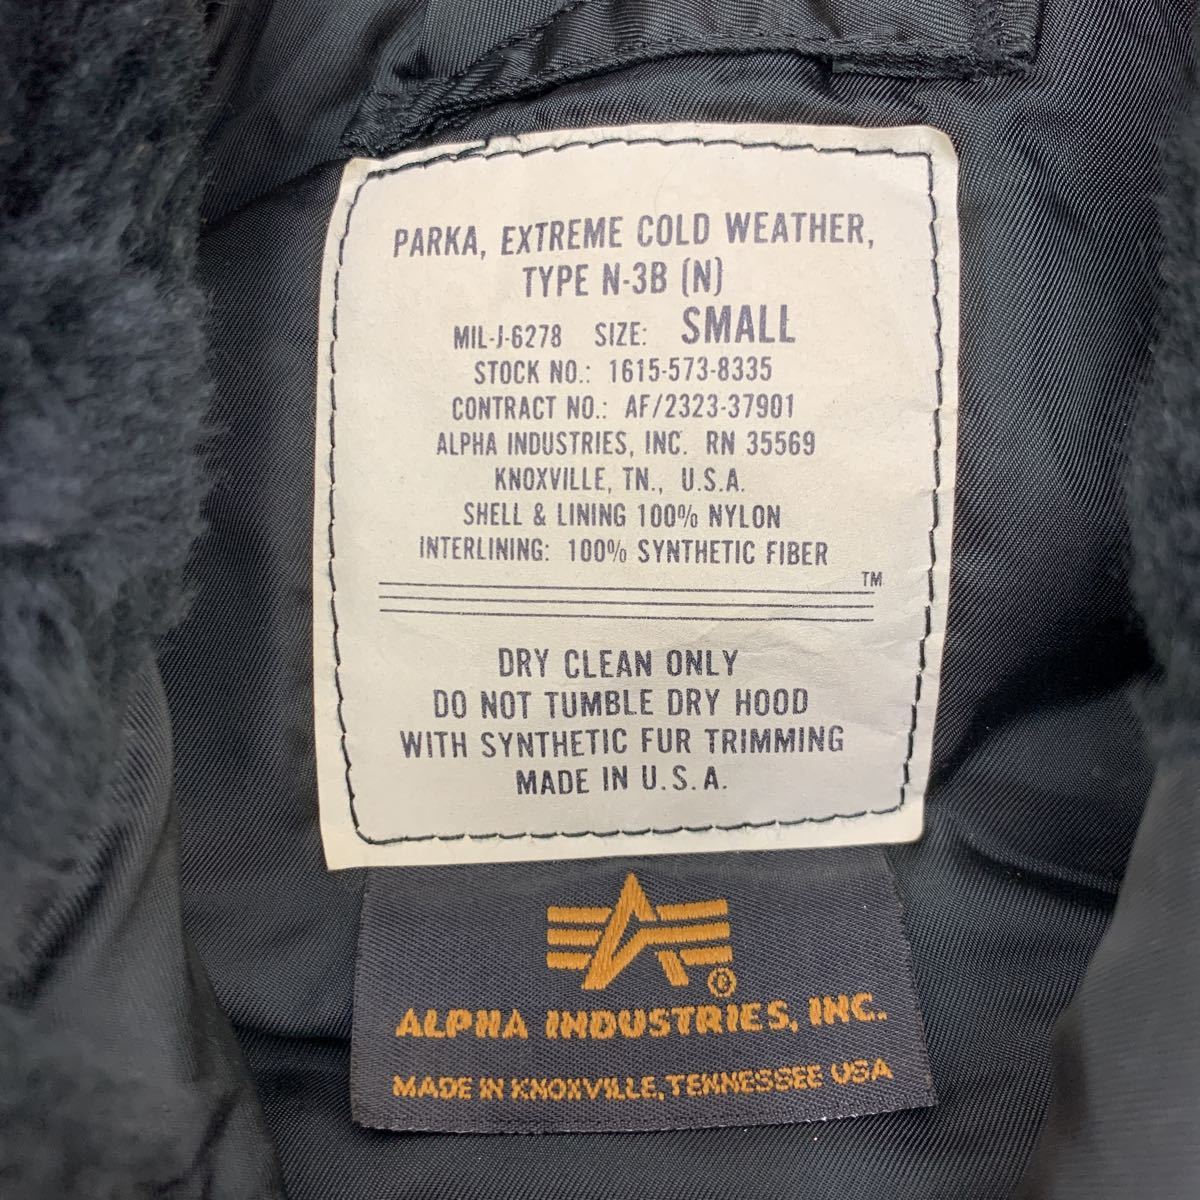 PARKA, EXTREME COLD WEATHER,
TYPE N-3B (N)
MIL-J-6278 SIZE: SMALL
STOCK NO.: 1615-573-8335
CONTRACT NO.: AF/2323-37901
ALPHA INDUSTRIES, INC. RN 35569
KNOXVILLE, TN., U.S.A.
SHELL & LINING 100% NYLON
INTERLINING: 100% SYNTHETIC FIBER
TM
DRY CLEAN ONLY
DO NOT TUMBLE DRY HOOD
WITH SYNTHETIC FUR TRIMMING
MADE IN U.S.A.
®
ALPHA INDUSTRIES, INC.
MADE IN KNOXVILLE, TENNESSEE USA